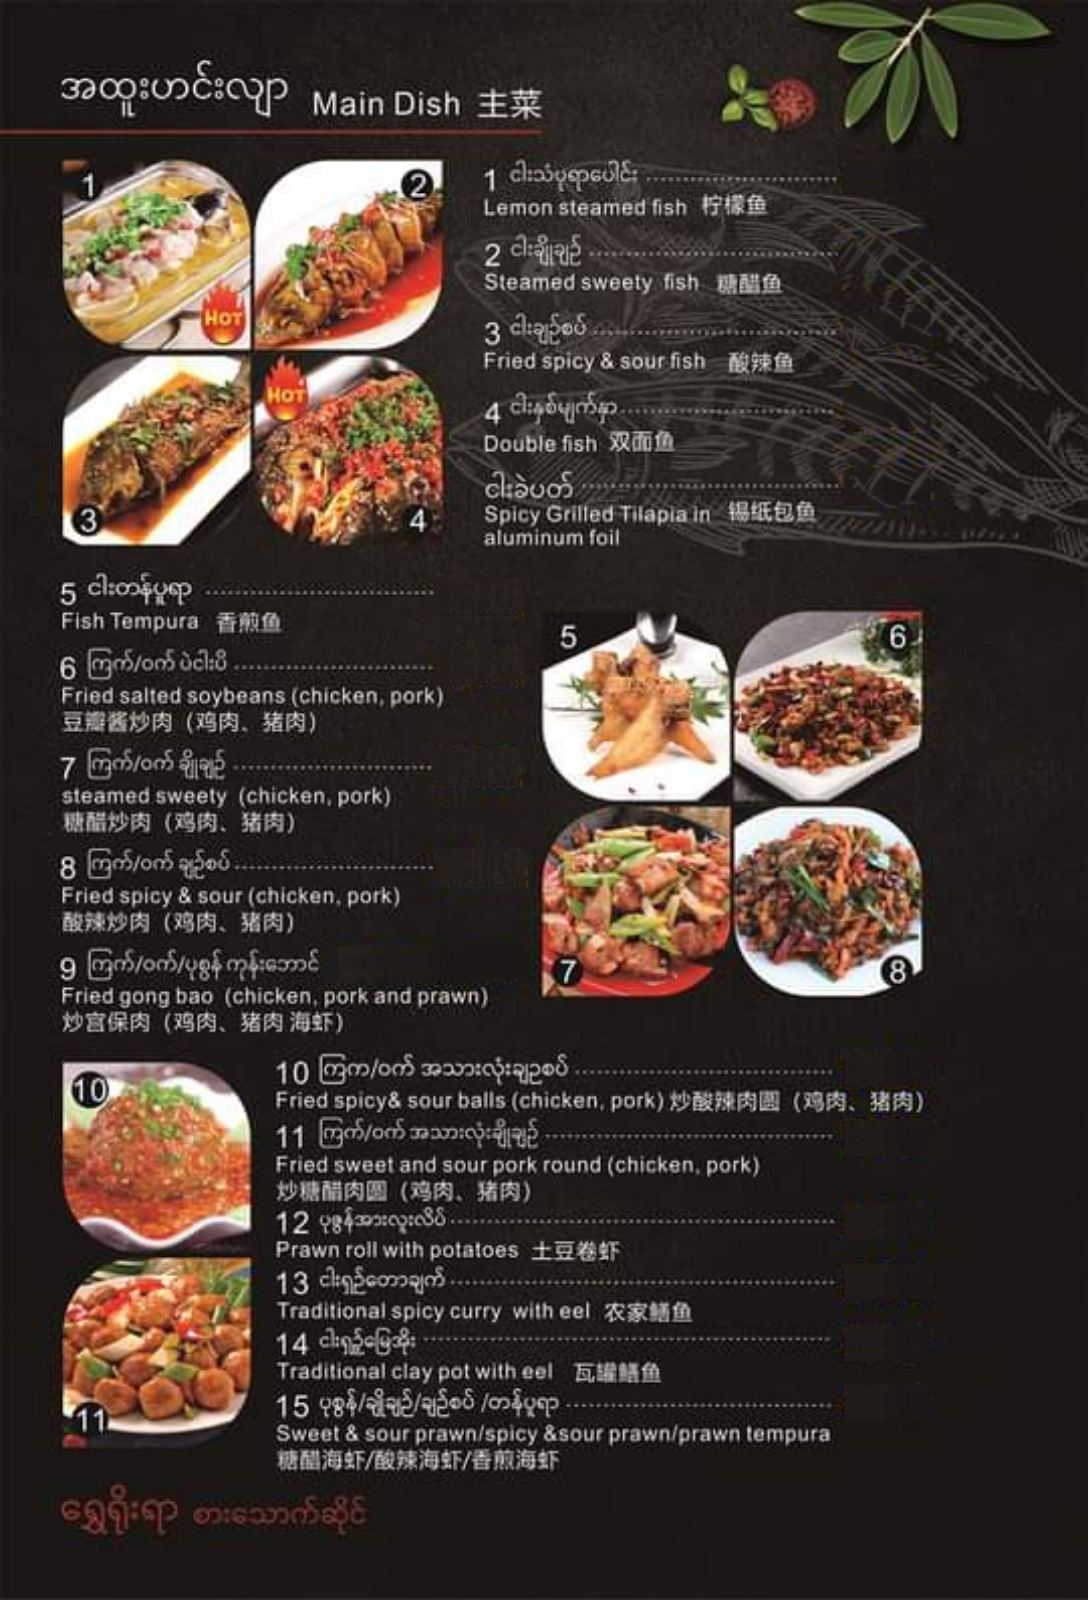 အထူးဟင်းလျာ Main Dish 主菜
1 2
HOT
HOT
3 4
1 ငါးသံပုရာပေါင်း
Lemon steamed fish 柠檬鱼
2 ငါးချိုချဉ်
Steamed sweety fish 糖醋鱼
3 ငါးချဉ်စပ်
Fried spicy & sour fish 酸辣鱼
4 ငါးနှစ်မျက်နှာ
Double fish 双面鱼
ငါးခဲပတ်
Spicy Grilled Tilapia in 锡纸包鱼
aluminum foil
5 ငါးတန်ပူရာ
Fish Tempura 香煎鱼
6 ကြက်/ဝက် ပဲငါးပိ
Fried salted soybeans (chicken, pork)
豆瓣酱炒肉 (鸡肉、猪肉)
7 ကြက်/ဝက် ချိုချဉ်
steamed sweety (chicken, pork)
糖醋炒肉 (鸡肉、猪肉)
8 ကြက်/ဝက် ချဉ်စပ်
Fried spicy & sour (chicken, pork)
酸辣炒肉 (鸡肉、猪肉)
9 ကြက်/ဝက်/ပုစွန် ကုန်းဘောင်
Fried gong bao (chicken, pork and prawn)
炒宫保肉 (鸡肉、猪肉 海虾)
5 6
7 8
10
11
10 ကြက/ဝက် အသားလုံးချဥစပ်
Fried spicy& sour balls (chicken, pork) 炒酸辣肉圆 (鸡肉、猪肉)
11 ကြက်/ဝက် အသားလုံးချိုချဉ်
Fried sweet and sour pork round (chicken, pork)
炒糖醋肉圆 (鸡肉、猪肉)
12 ပုစွန်အားလူးလိပ်
Prawn roll with potatoes 土豆卷虾
13 ငါးရှဉ့်တောချက်
Traditional spicy curry with eel 农家鳝鱼
14 ငါးရှဉ့်မြေအိုး
Traditional clay pot with eel 瓦罐鳝鱼
15 ပုစွန်/ချိုချဉ်/ချဉ်စပ် /တန်ပူရာ
Sweet & sour prawn/spicy &sour prawn/prawn tempura
糖醋海虾/酸辣海虾/香煎海虾
ရွှေရိုးရာ စားသောက်ဆိုင်